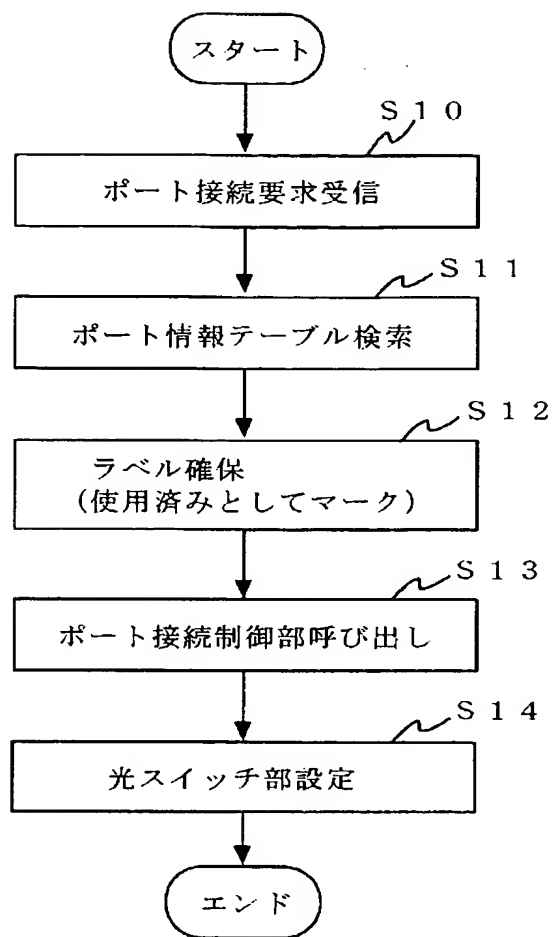 スタート
S10
ポート接続要求受信
S11
ポート情報テーブル検索
S12
ラベル確保
(使用済みとしてマーク)
S13
ポート接続制御部呼び出し
S14
光スイッチ部設定
エンド